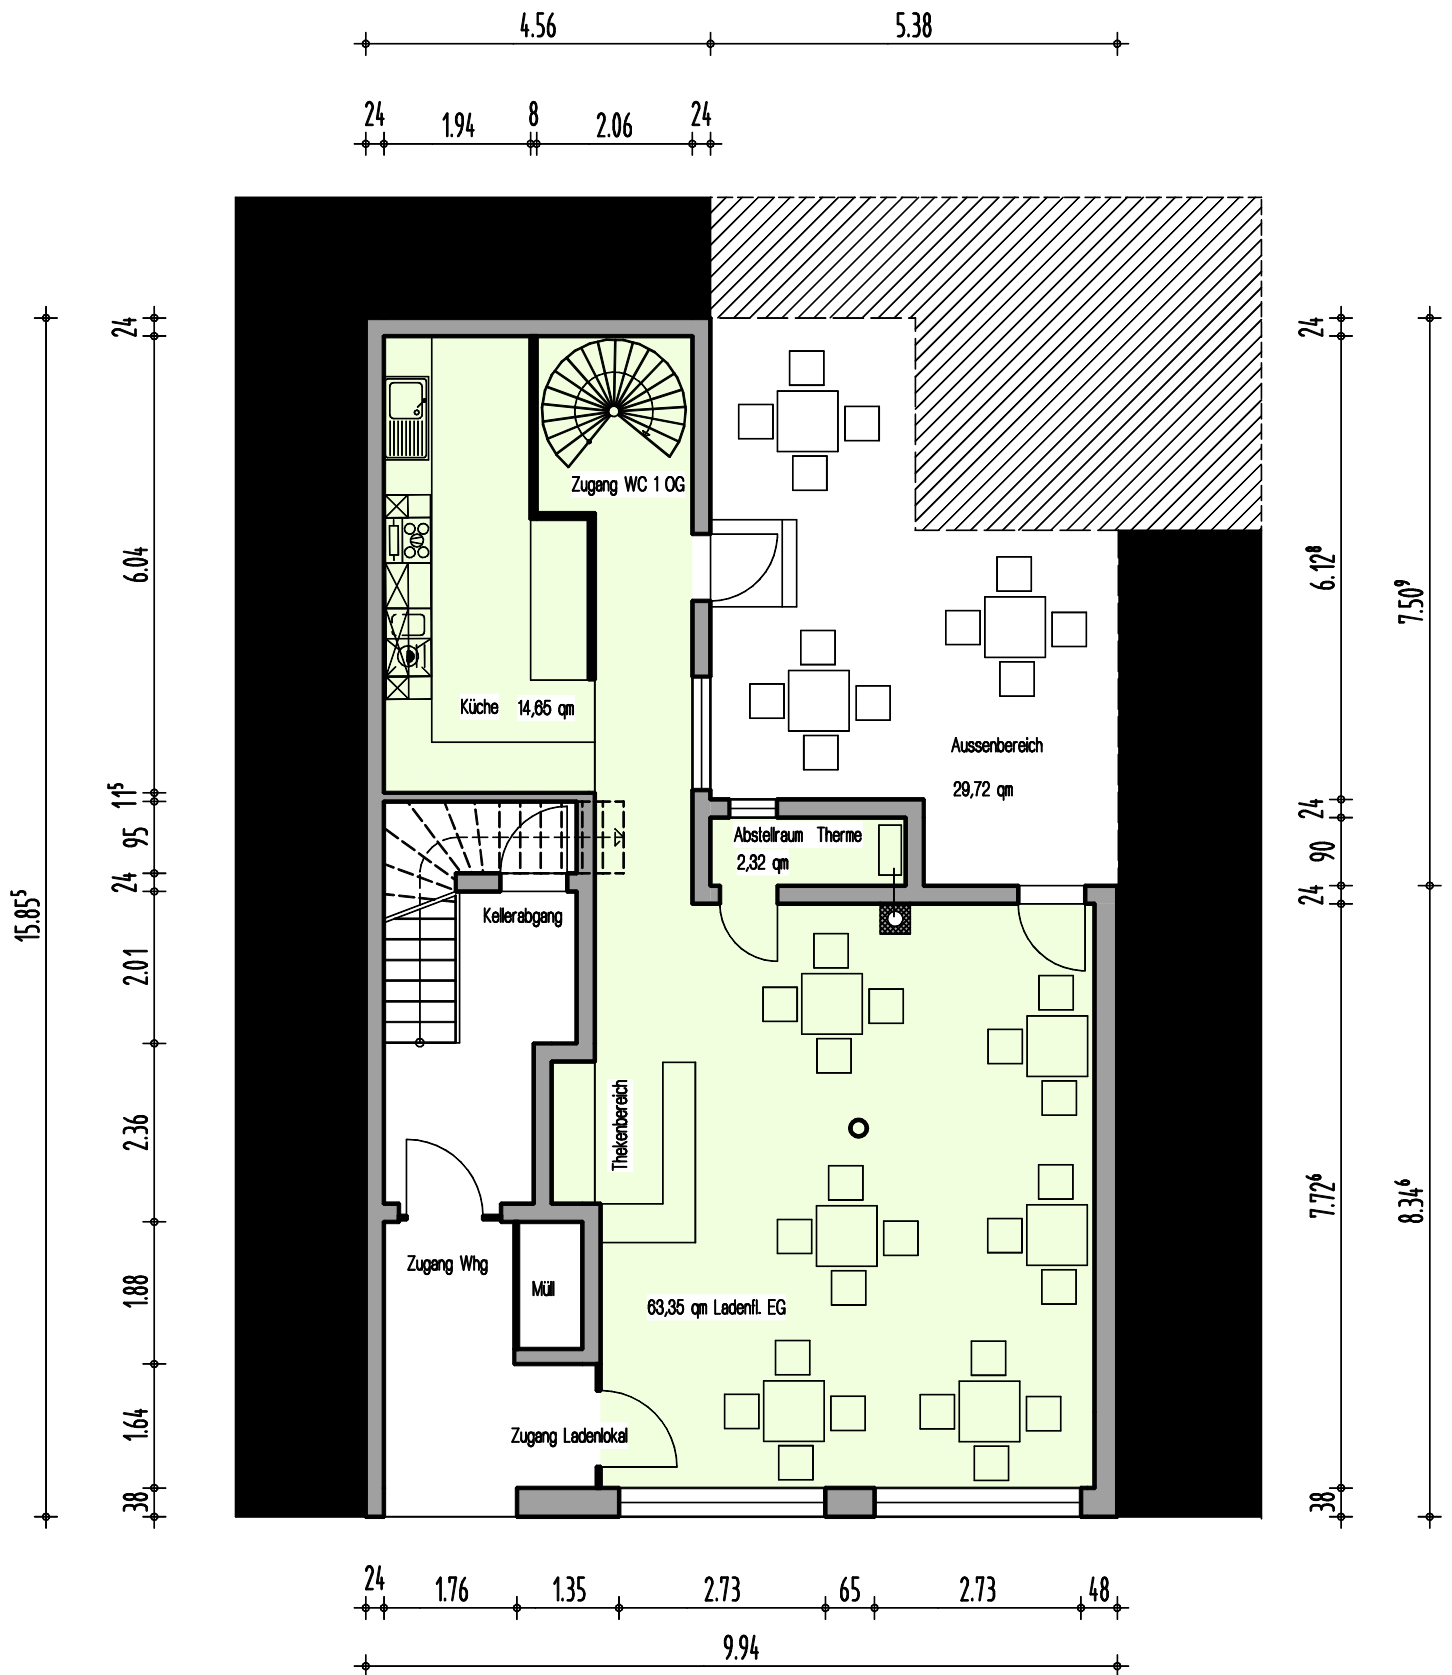 4.56
5.38
24
1.94
8
2.06
24
24
6.04
11⁵
95
24
2.01
2.36
1.88
1.64
38
15.85⁵
Zugang WC 1 OG
Küche 14,65 qm
Aussenbereich
29,72 qm
Abstellraum Therme
2,32 qm
Kellerabgang
Thekenbereich
Zugang Whg
Müll
63,35 qm Ladenfl. EG
Zugang Ladenlokal
24
6.12⁸
24
90
24
7.72⁶
38
7.50⁹
8.34⁶
24
1.76
1.35
2.73
65
2.73
48
9.94